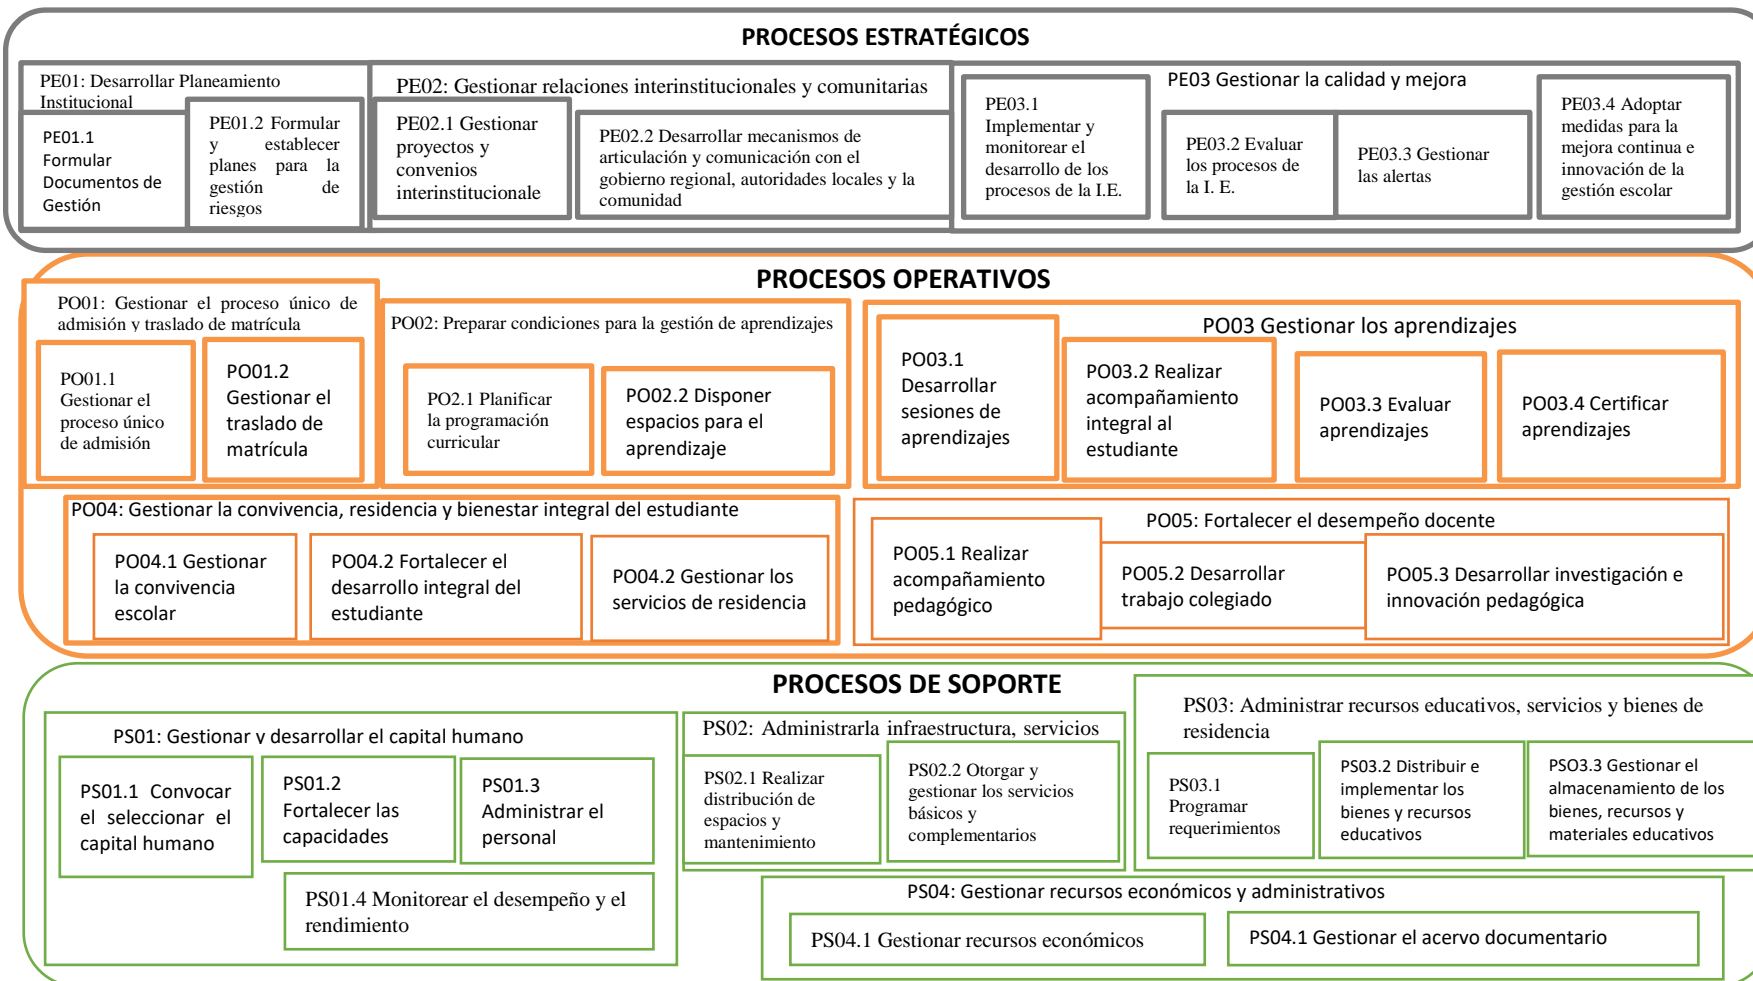 PROCESOS ESTRATÉGICOS
PE01: Desarrollar Planeamiento
Institucional
PE01.1
Formular
Documentos de
Gestión
PE01.2 Formular
y establecer
planes para la
gestión de
riesgos
PE02: Gestionar relaciones interinstitucionales y comunitarias
PE02.1 Gestionar
proyectos y
convenios
interinstitucionale
PE02.2 Desarrollar mecanismos de
articulación y comunicación con el
gobierno regional, autoridades locales y la
comunidad
PE03 Gestionar la calidad y mejora
PE03.1
Implementar y
monitorear el
desarrollo de los
procesos de la I.E.
PE03.2 Evaluar
los procesos de
la I. E.
PE03.3 Gestionar
las alertas
PE03.4 Adoptar
medidas para la
mejora continua e
innovación de la
gestión escolar
PROCESOS OPERATIVOS
PO01: Gestionar el proceso único de
admisión y traslado de matrícula
PO01.1
Gestionar el
proceso único
de admisión
PO01.2
Gestionar el
traslado de
matrícula
PO02: Preparar condiciones para la gestión de aprendizajes
PO2.1 Planificar
la programación
curricular
PO02.2 Disponer
espacios para el
aprendizaje
PO03 Gestionar los aprendizajes
PO03.1
Desarrollar
sesiones de
aprendizajes
PO03.2 Realizar
acompañamiento
integral al
estudiante
PO03.3 Evaluar
aprendizajes
PO03.4 Certificar
aprendizajes
PO04: Gestionar la convivencia, residencia y bienestar integral del estudiante
PO04.1 Gestionar
la convivencia
escolar
PO04.2 Fortalecer el
desarrollo integral del
estudiante
PO04.2 Gestionar los
servicios de residencia
PO05: Fortalecer el desempeño docente
PO05.1 Realizar
acompañamiento
pedagógico
PO05.2 Desarrollar
trabajo colegiado
PO05.3 Desarrollar investigación e
innovación pedagógica
PROCESOS DE SOPORTE
PS01: Gestionar y desarrollar el capital humano
PS01.1 Convocar
el seleccionar el
capital humano
PS01.2
Fortalecer las
capacidades
PS01.3
Administrar el
personal
PS01.4 Monitorear el desempeño y el
rendimiento
PS02: Administrarla infraestructura, servicios
PS02.1 Realizar
distribución de
espacios y
mantenimiento
PS02.2 Otorgar y
gestionar los servicios
básicos y
complementarios
PS03: Administrar recursos educativos, servicios y bienes de
residencia
PS03.1
Programar
requerimientos
PS03.2 Distribuir e
implementar los
bienes y recursos
educativos
PSO3.3 Gestionar el
almacenamiento de los
bienes, recursos y
materiales educativos
PS04: Gestionar recursos económicos y administrativos
PS04.1 Gestionar recursos económicos
PS04.1 Gestionar el acervo documentario